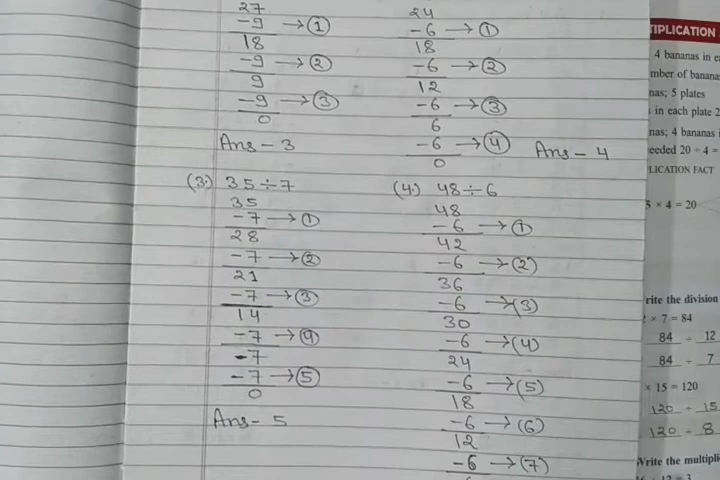 27
-9 → ①
18
-9 → ②
9
-9 → ③
0
Ans - 3
24
-6 → ①
18
-6 → ②
12
-6 → ③
6
-6 → ④
0
Ans - 4
(3.) 35 ÷ 7
35
-7 → ①
28
-7 → ②
21
-7 → ③
14
-7 → ④
-7
-7 → ⑤
0
Ans - 5
(4.) 48 ÷ 6
48
-6 → ①
42
-6 → (2)
36
-6 → (3)
30
-6 → (4)
24
-6 → (5)
18
-6 → (6)
12
-6 → (7)
TIPLICATION
4 bananas in ea
mber of banana
nas; 5 plates
in each plate 2
nas; 4 bananas i
eeded 20 ÷ 4 =
LICATION FACT
5 × 4 = 20
rite the division
× 7 = 84
84 ÷ 12
84 ÷ 7
× 15 = 120
120 ÷ 15
120 ÷ 8
Write the multipli